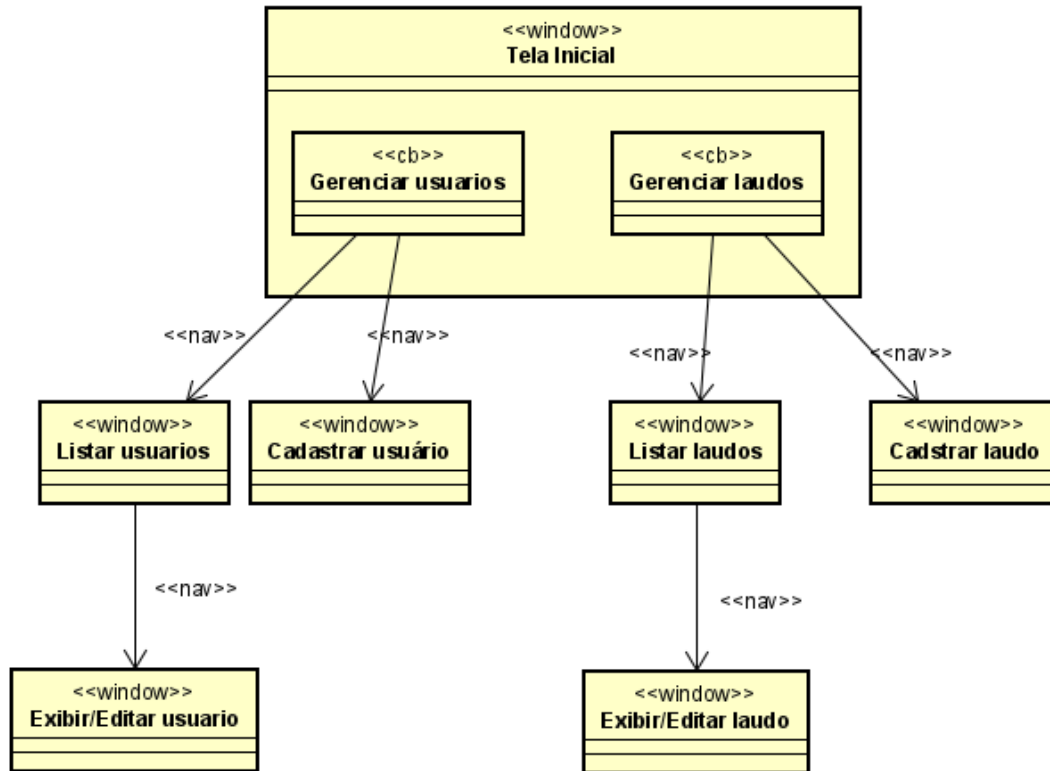 <<window>>
Tela Inicial
<<cb>>
Gerenciar usuarios
<<cb>>
Gerenciar laudos
<<nav>>
<<nav>>
<<nav>>
<<nav>>
<<window>>
Listar usuarios
<<window>>
Cadastrar usuário
<<window>>
Listar laudos
<<window>>
Cadstrar laudo
<<nav>>
<<nav>>
<<window>>
Exibir/Editar usuario
<<window>>
Exibir/Editar laudo